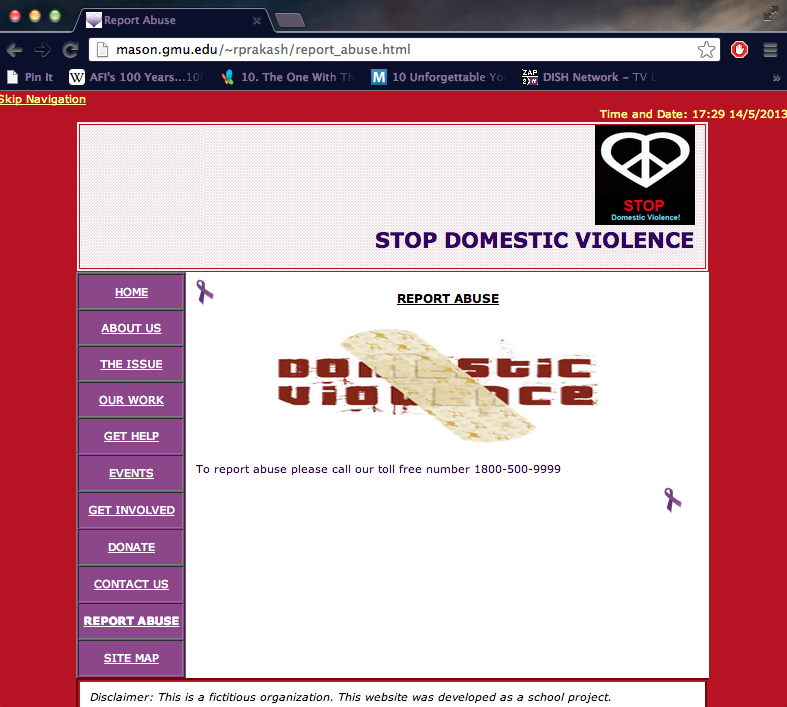 Report Abuse
mason.gmu.edu/~rprakash/report_abuse.html
Pin It
W AFI's 100 Years...100
10. The One With Th
M 10 Unforgettable Yo
ZAP 2 DISH Network – TV L
»
Skip Navigation
Time and Date: 17:29 14/5/2013
STOP
Domestic Violence!
STOP DOMESTIC VIOLENCE
HOME
ABOUT US
THE ISSUE
OUR WORK
GET HELP
EVENTS
GET INVOLVED
DONATE
CONTACT US
REPORT ABUSE
SITE MAP
REPORT ABUSE
Domestic
Violence
To report abuse please call our toll free number 1800-500-9999
Disclaimer: This is a fictitious organization. This website was developed as a school project.